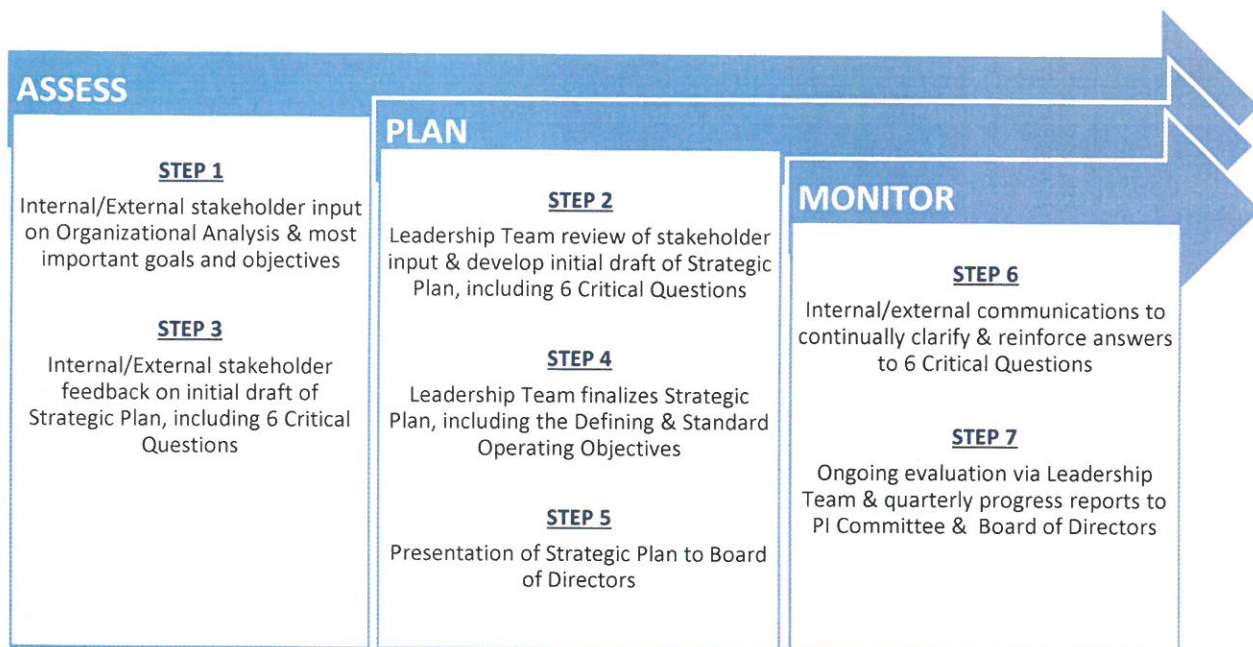 ASSESS
STEP 1
Internal/External stakeholder input
on Organizational Analysis & most
important goals and objectives
STEP 3
Internal/External stakeholder
feedback on initial draft of
Strategic Plan, including 6 Critical
Questions
PLAN
STEP 2
Leadership Team review of stakeholder
input & develop initial draft of Strategic
Plan, including 6 Critical Questions
STEP 4
Leadership Team finalizes Strategic
Plan, including the Defining & Standard
Operating Objectives
STEP 5
Presentation of Strategic Plan to Board
of Directors
MONITOR
STEP 6
Internal/external communications to
continually clarify & reinforce answers
to 6 Critical Questions
STEP 7
Ongoing evaluation via Leadership
Team & quarterly progress reports to
PI Committee & Board of Directors